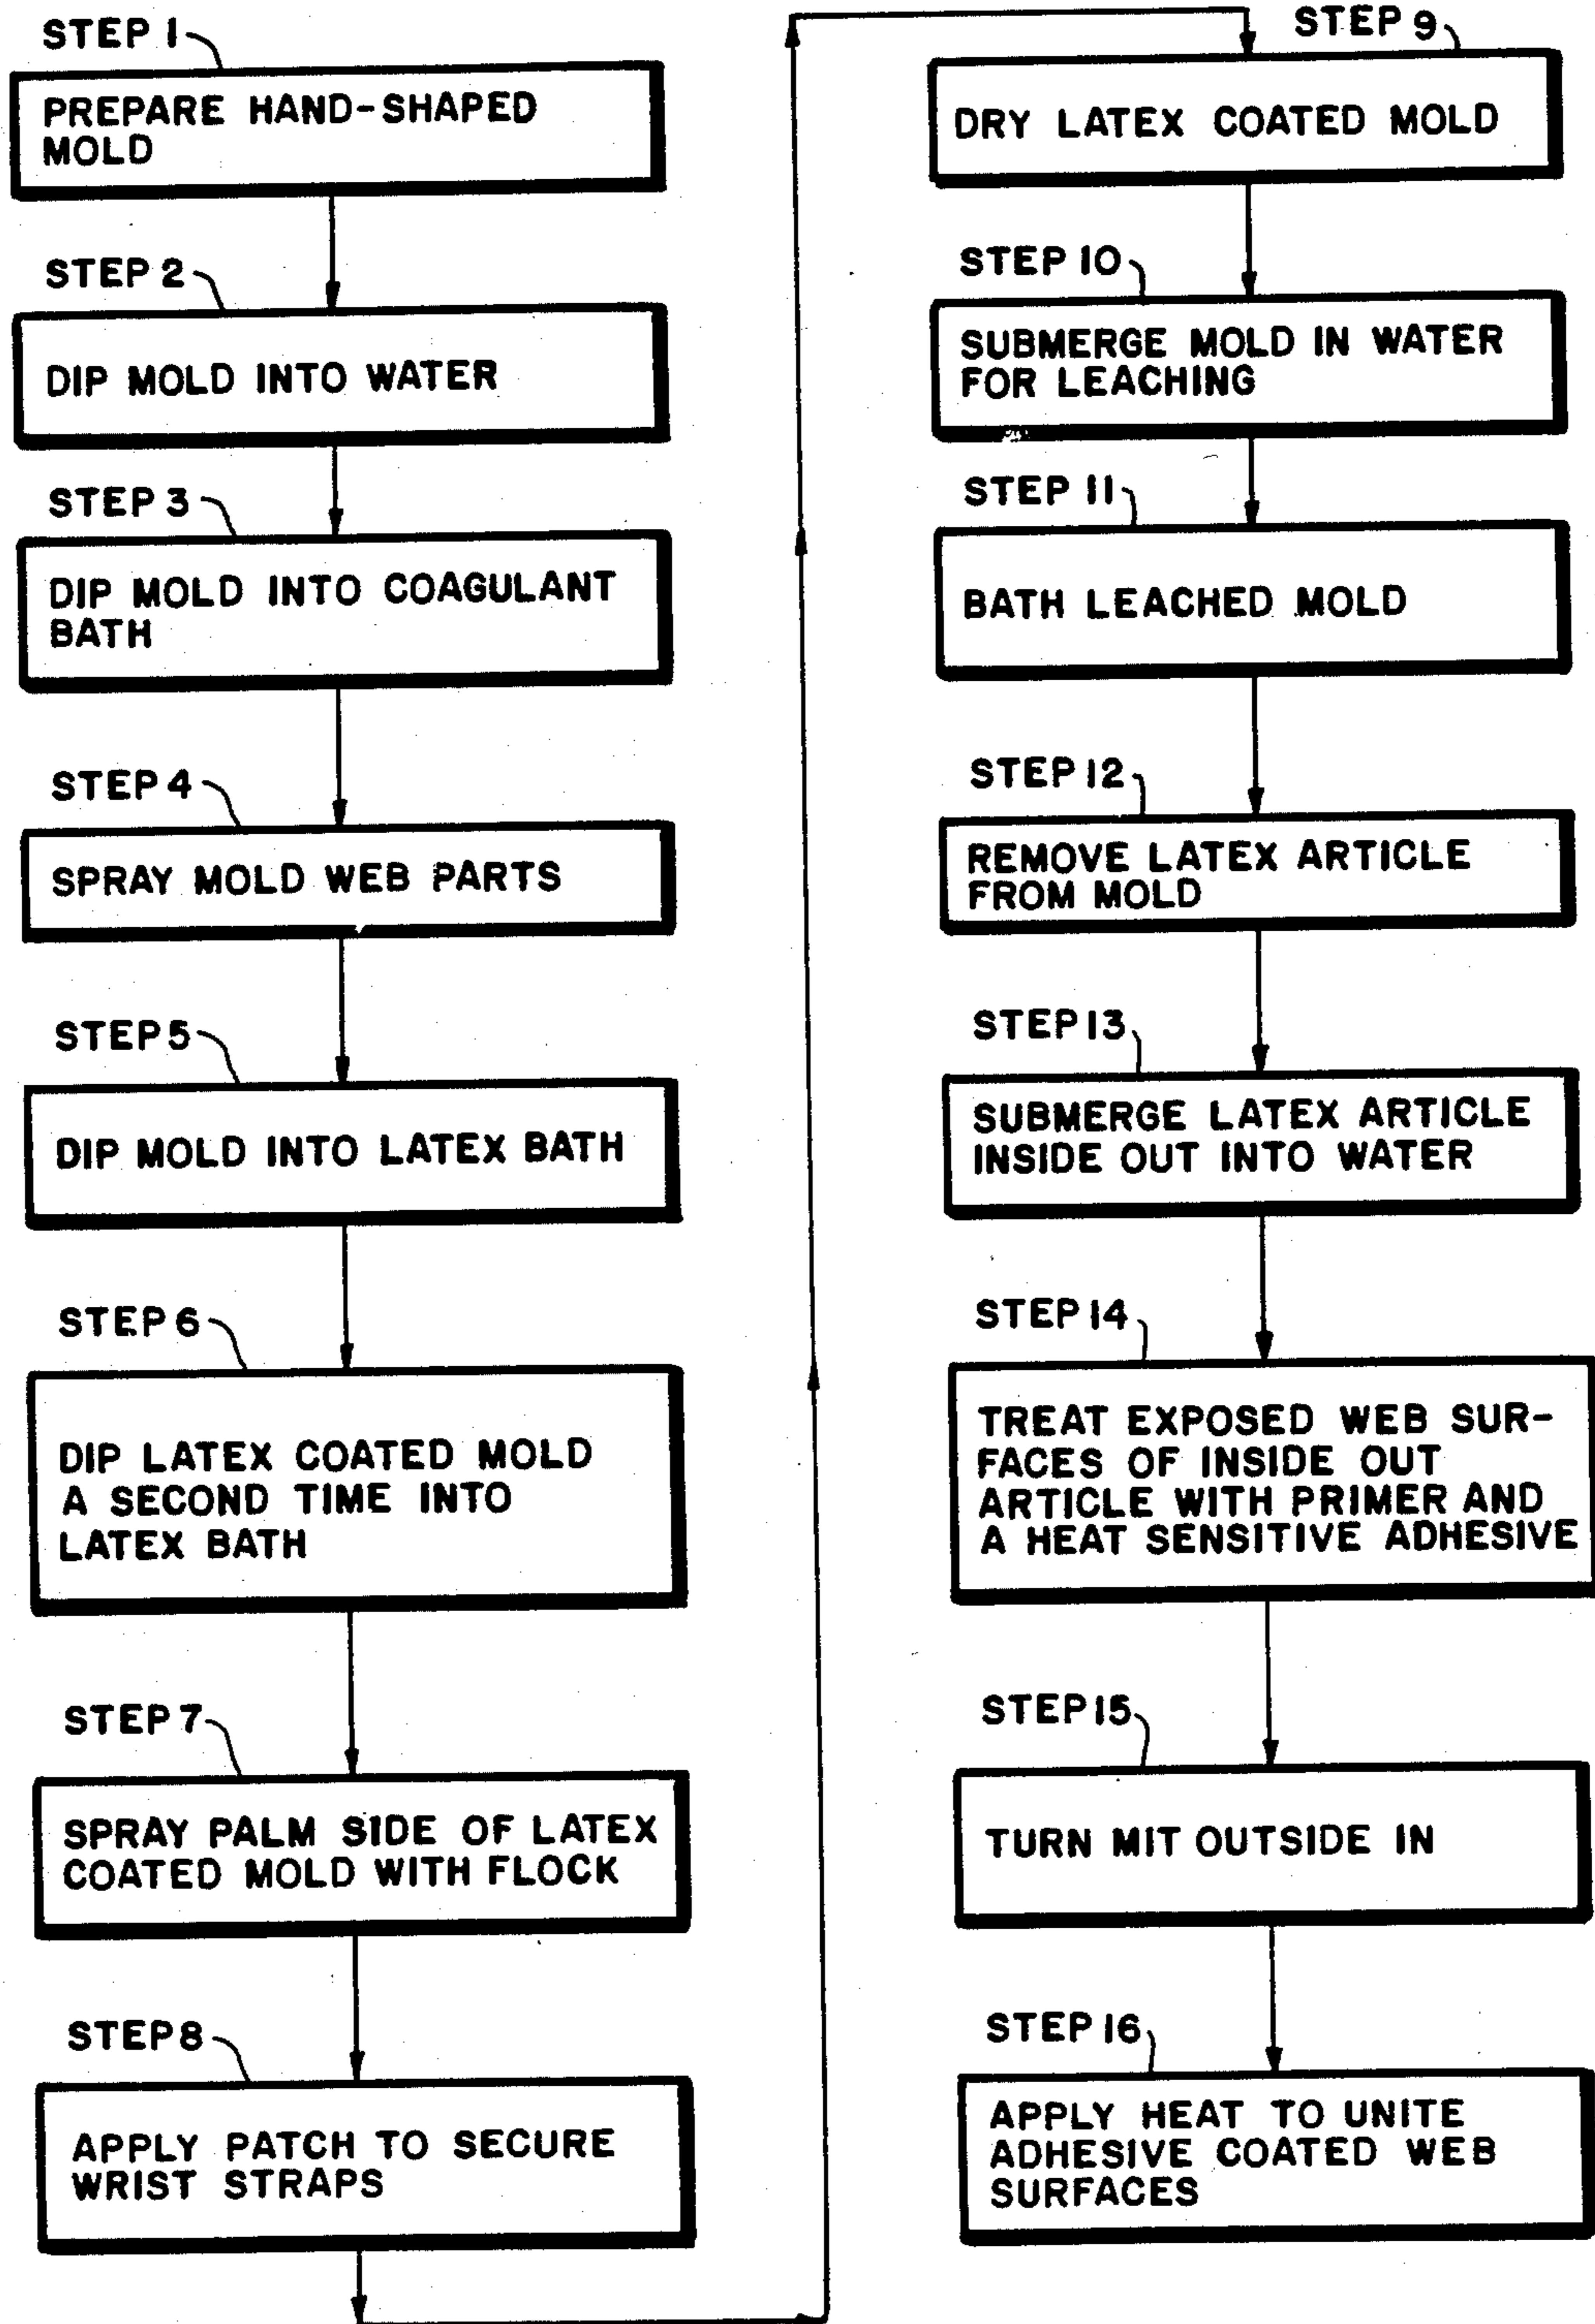 STEP 1
PREPARE HAND-SHAPED
MOLD
STEP 2
DIP MOLD INTO WATER
STEP 3
DIP MOLD INTO COAGULANT
BATH
STEP 4
SPRAY MOLD WEB PARTS
STEP 5
DIP MOLD INTO LATEX BATH
STEP 6
DIP LATEX COATED MOLD
A SECOND TIME INTO
LATEX BATH
STEP 7
SPRAY PALM SIDE OF LATEX
COATED MOLD WITH FLOCK
STEP 8
APPLY PATCH TO SECURE
WRIST STRAPS
STEP 9
DRY LATEX COATED MOLD
STEP 10
SUBMERGE MOLD IN WATER
FOR LEACHING
STEP 11
BATH LEACHED MOLD
STEP 12
REMOVE LATEX ARTICLE
FROM MOLD
STEP 13
SUBMERGE LATEX ARTICLE
INSIDE OUT INTO WATER
STEP 14
TREAT EXPOSED WEB SUR-
FACES OF INSIDE OUT
ARTICLE WITH PRIMER AND
A HEAT SENSITIVE ADHESIVE
STEP 15
TURN MIT OUTSIDE IN
STEP 16
APPLY HEAT TO UNITE
ADHESIVE COATED WEB
SURFACES